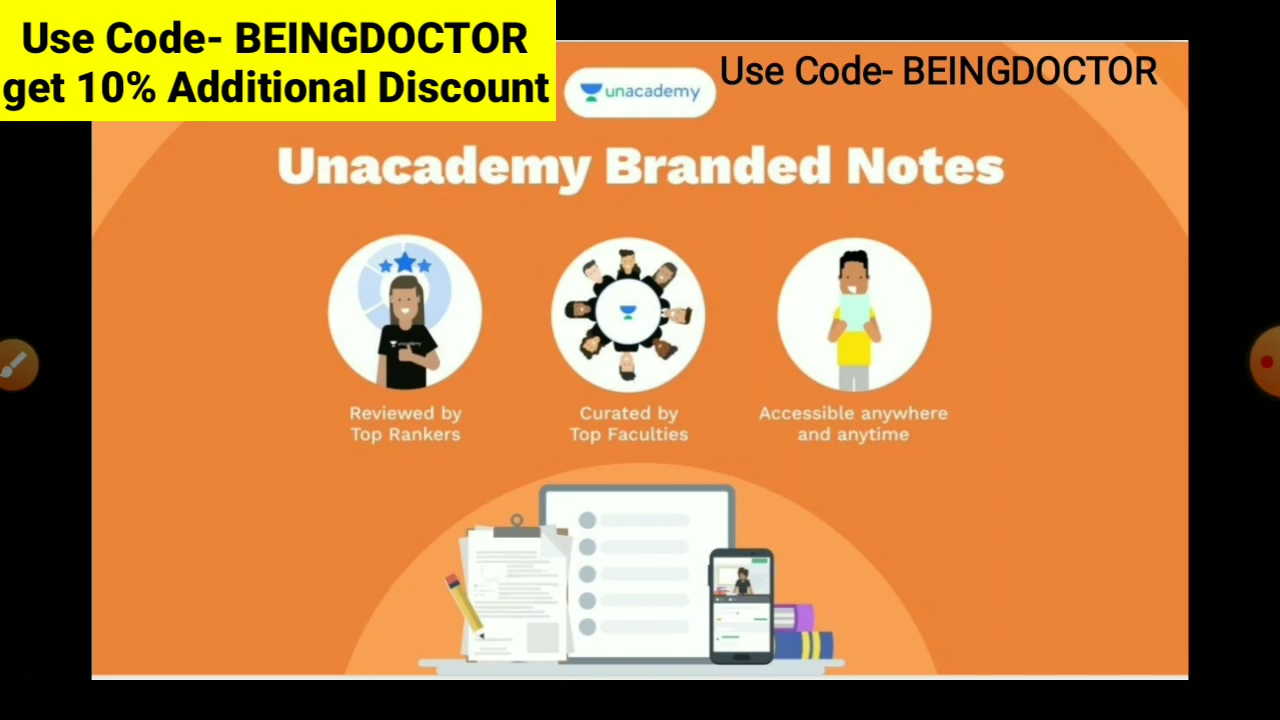 Use Code- BEINGDOCTOR
get 10% Additional Discount
unacademy
Use Code- BEINGDOCTOR
Unacademy Branded Notes
Reviewed by
Top Rankers
Curated by
Top Faculties
Accessible anywhere
and anytime